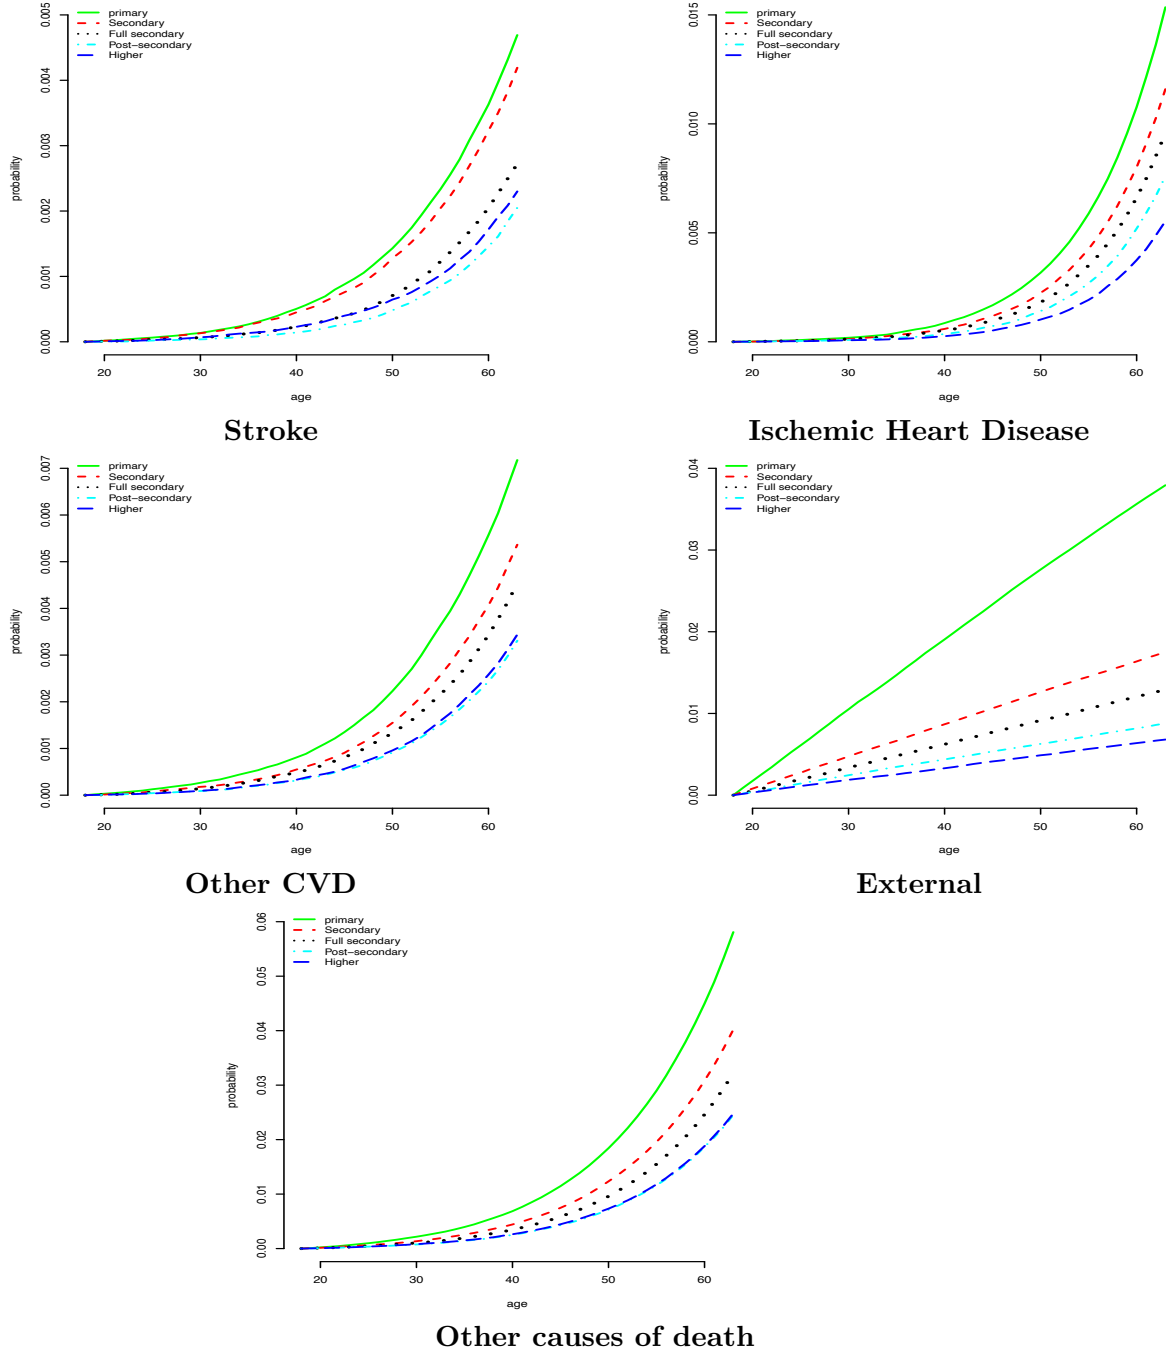 primary
Secondary
Full secondary
Post−secondary
Higher
0.005
0.004
0.003
0.002
0.001
0.000
probability
20 30 40 50 60
age
Stroke
primary
Secondary
Full secondary
Post−secondary
Higher
0.015
0.010
0.005
0.000
probability
20 30 40 50 60
age
Ischemic Heart Disease
primary
Secondary
Full secondary
Post−secondary
Higher
0.007
0.006
0.005
0.004
0.003
0.002
0.001
0.000
probability
20 30 40 50 60
age
Other CVD
primary
Secondary
Full secondary
Post−secondary
Higher
0.04
0.03
0.02
0.01
0.00
probability
20 30 40 50 60
age
External
primary
Secondary
Full secondary
Post−secondary
Higher
0.06
0.05
0.04
0.03
0.02
0.01
0.00
probability
20 30 40 50 60
age
Other causes of death